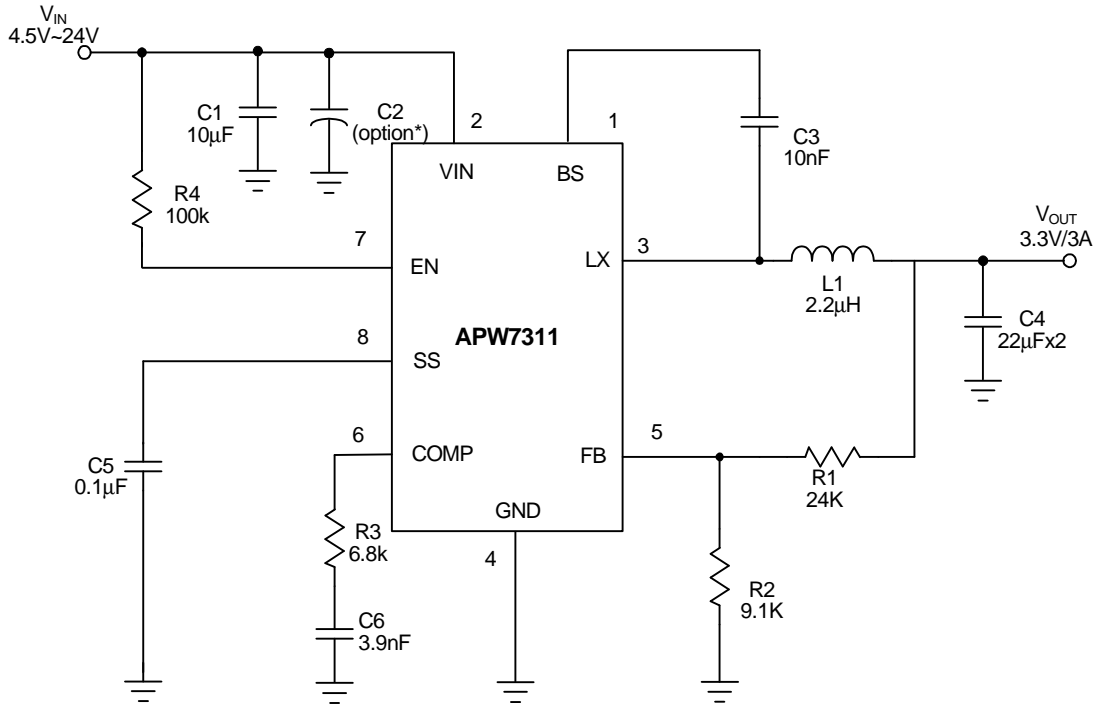 VIN
4.5V~24V
C1
10μF
C2
(option*)
2
1
C3
10nF
VIN
BS
R4
100k
VOUT
3.3V/3A
7
3
EN
LX
L1
2.2μH
C4
22μFx2
APW7311
8
SS
6
5
COMP
FB
C5
0.1μF
R1
24K
GND
R3
6.8k
4
R2
9.1K
C6
3.9nF